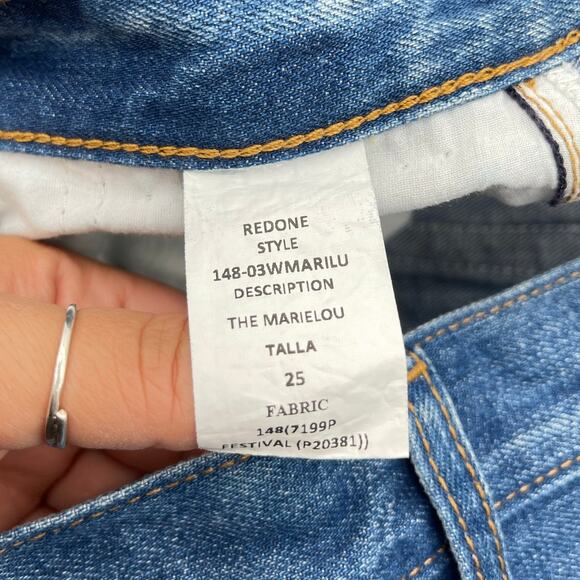 REDONE
STYLE
148-03WMARILU
DESCRIPTION
THE MARIELOU
TALLA
25
FABRIC
148(7199P
FESTIVAL (P20381))